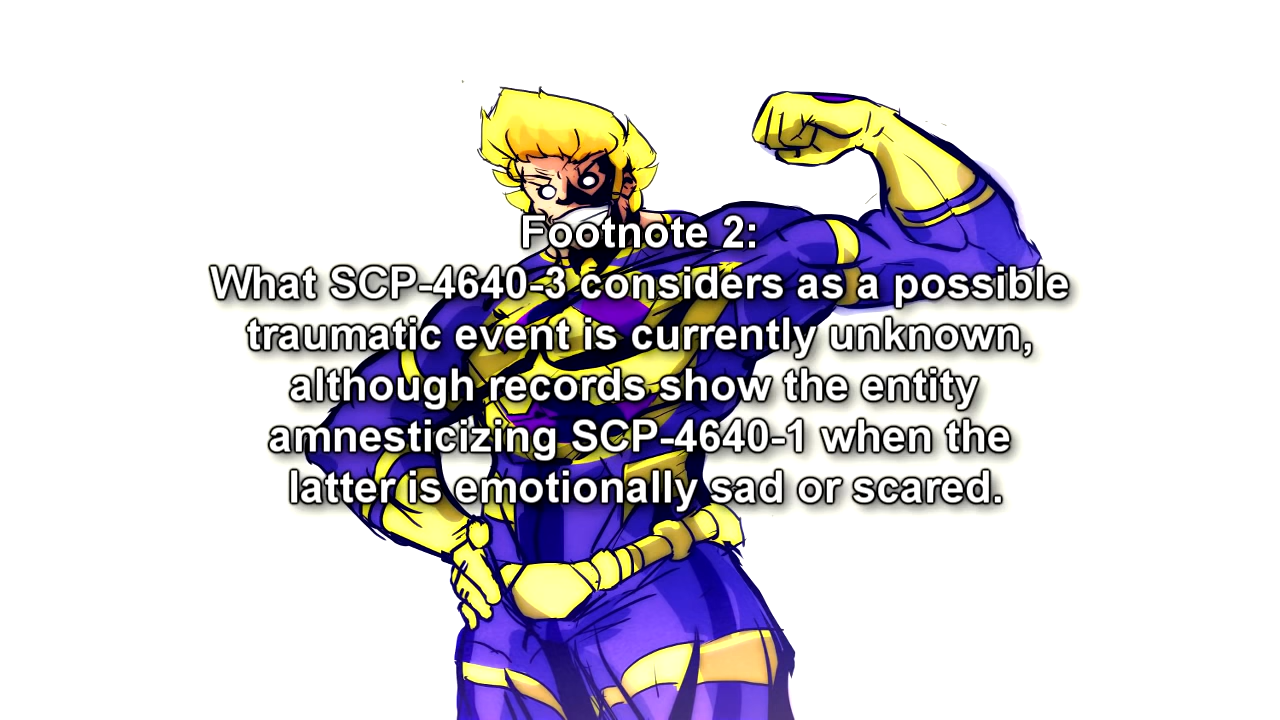 Footnote 2:
What SCP-4640-3 considers as a possible
traumatic event is currently unknown,
although records show the entity
amnesticizing SCP-4640-1 when the
latter is emotionally sad or scared.